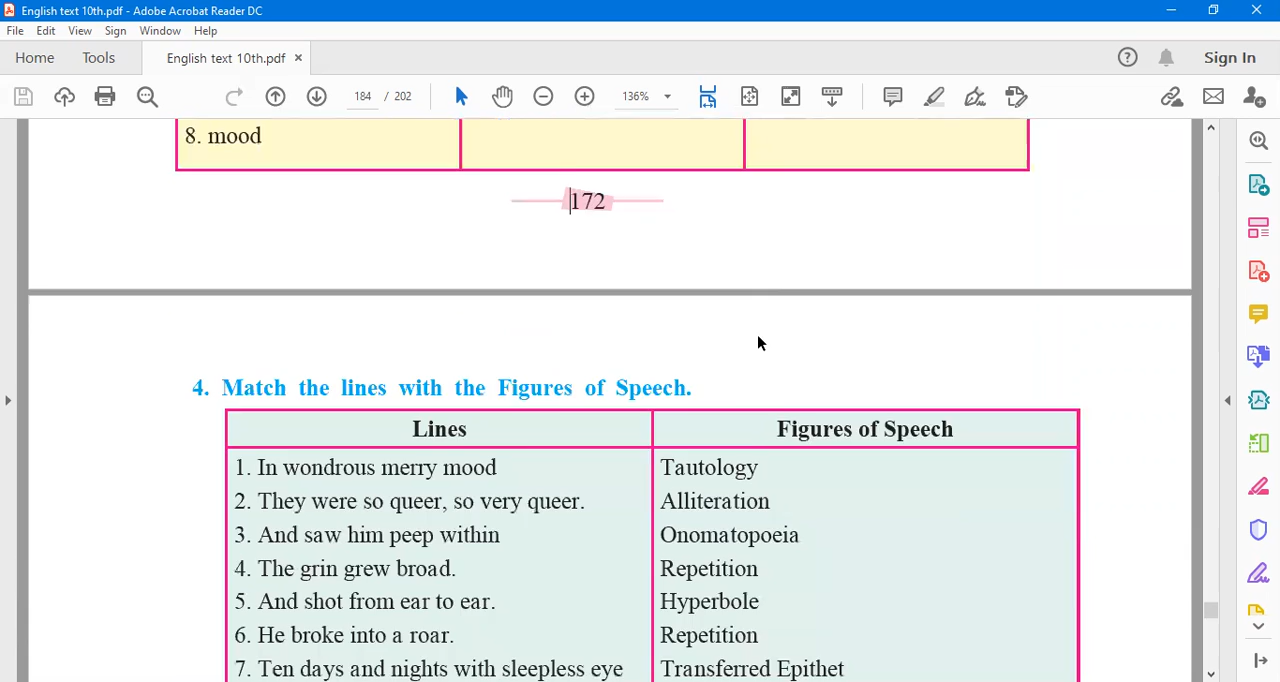 English text 10th.pdf - Adobe Acrobat Reader DC
File Edit View Sign Window Help
Home Tools English text 10th.pdf × Sign In
184 / 202 136%
8. mood
172
4. Match the lines with the Figures of Speech.
Lines Figures of Speech
1. In wondrous merry mood Tautology
2. They were so queer, so very queer. Alliteration
3. And saw him peep within Onomatopoeia
4. The grin grew broad. Repetition
5. And shot from ear to ear. Hyperbole
6. He broke into a roar. Repetition
7. Ten days and nights with sleepless eye Transferred Epithet